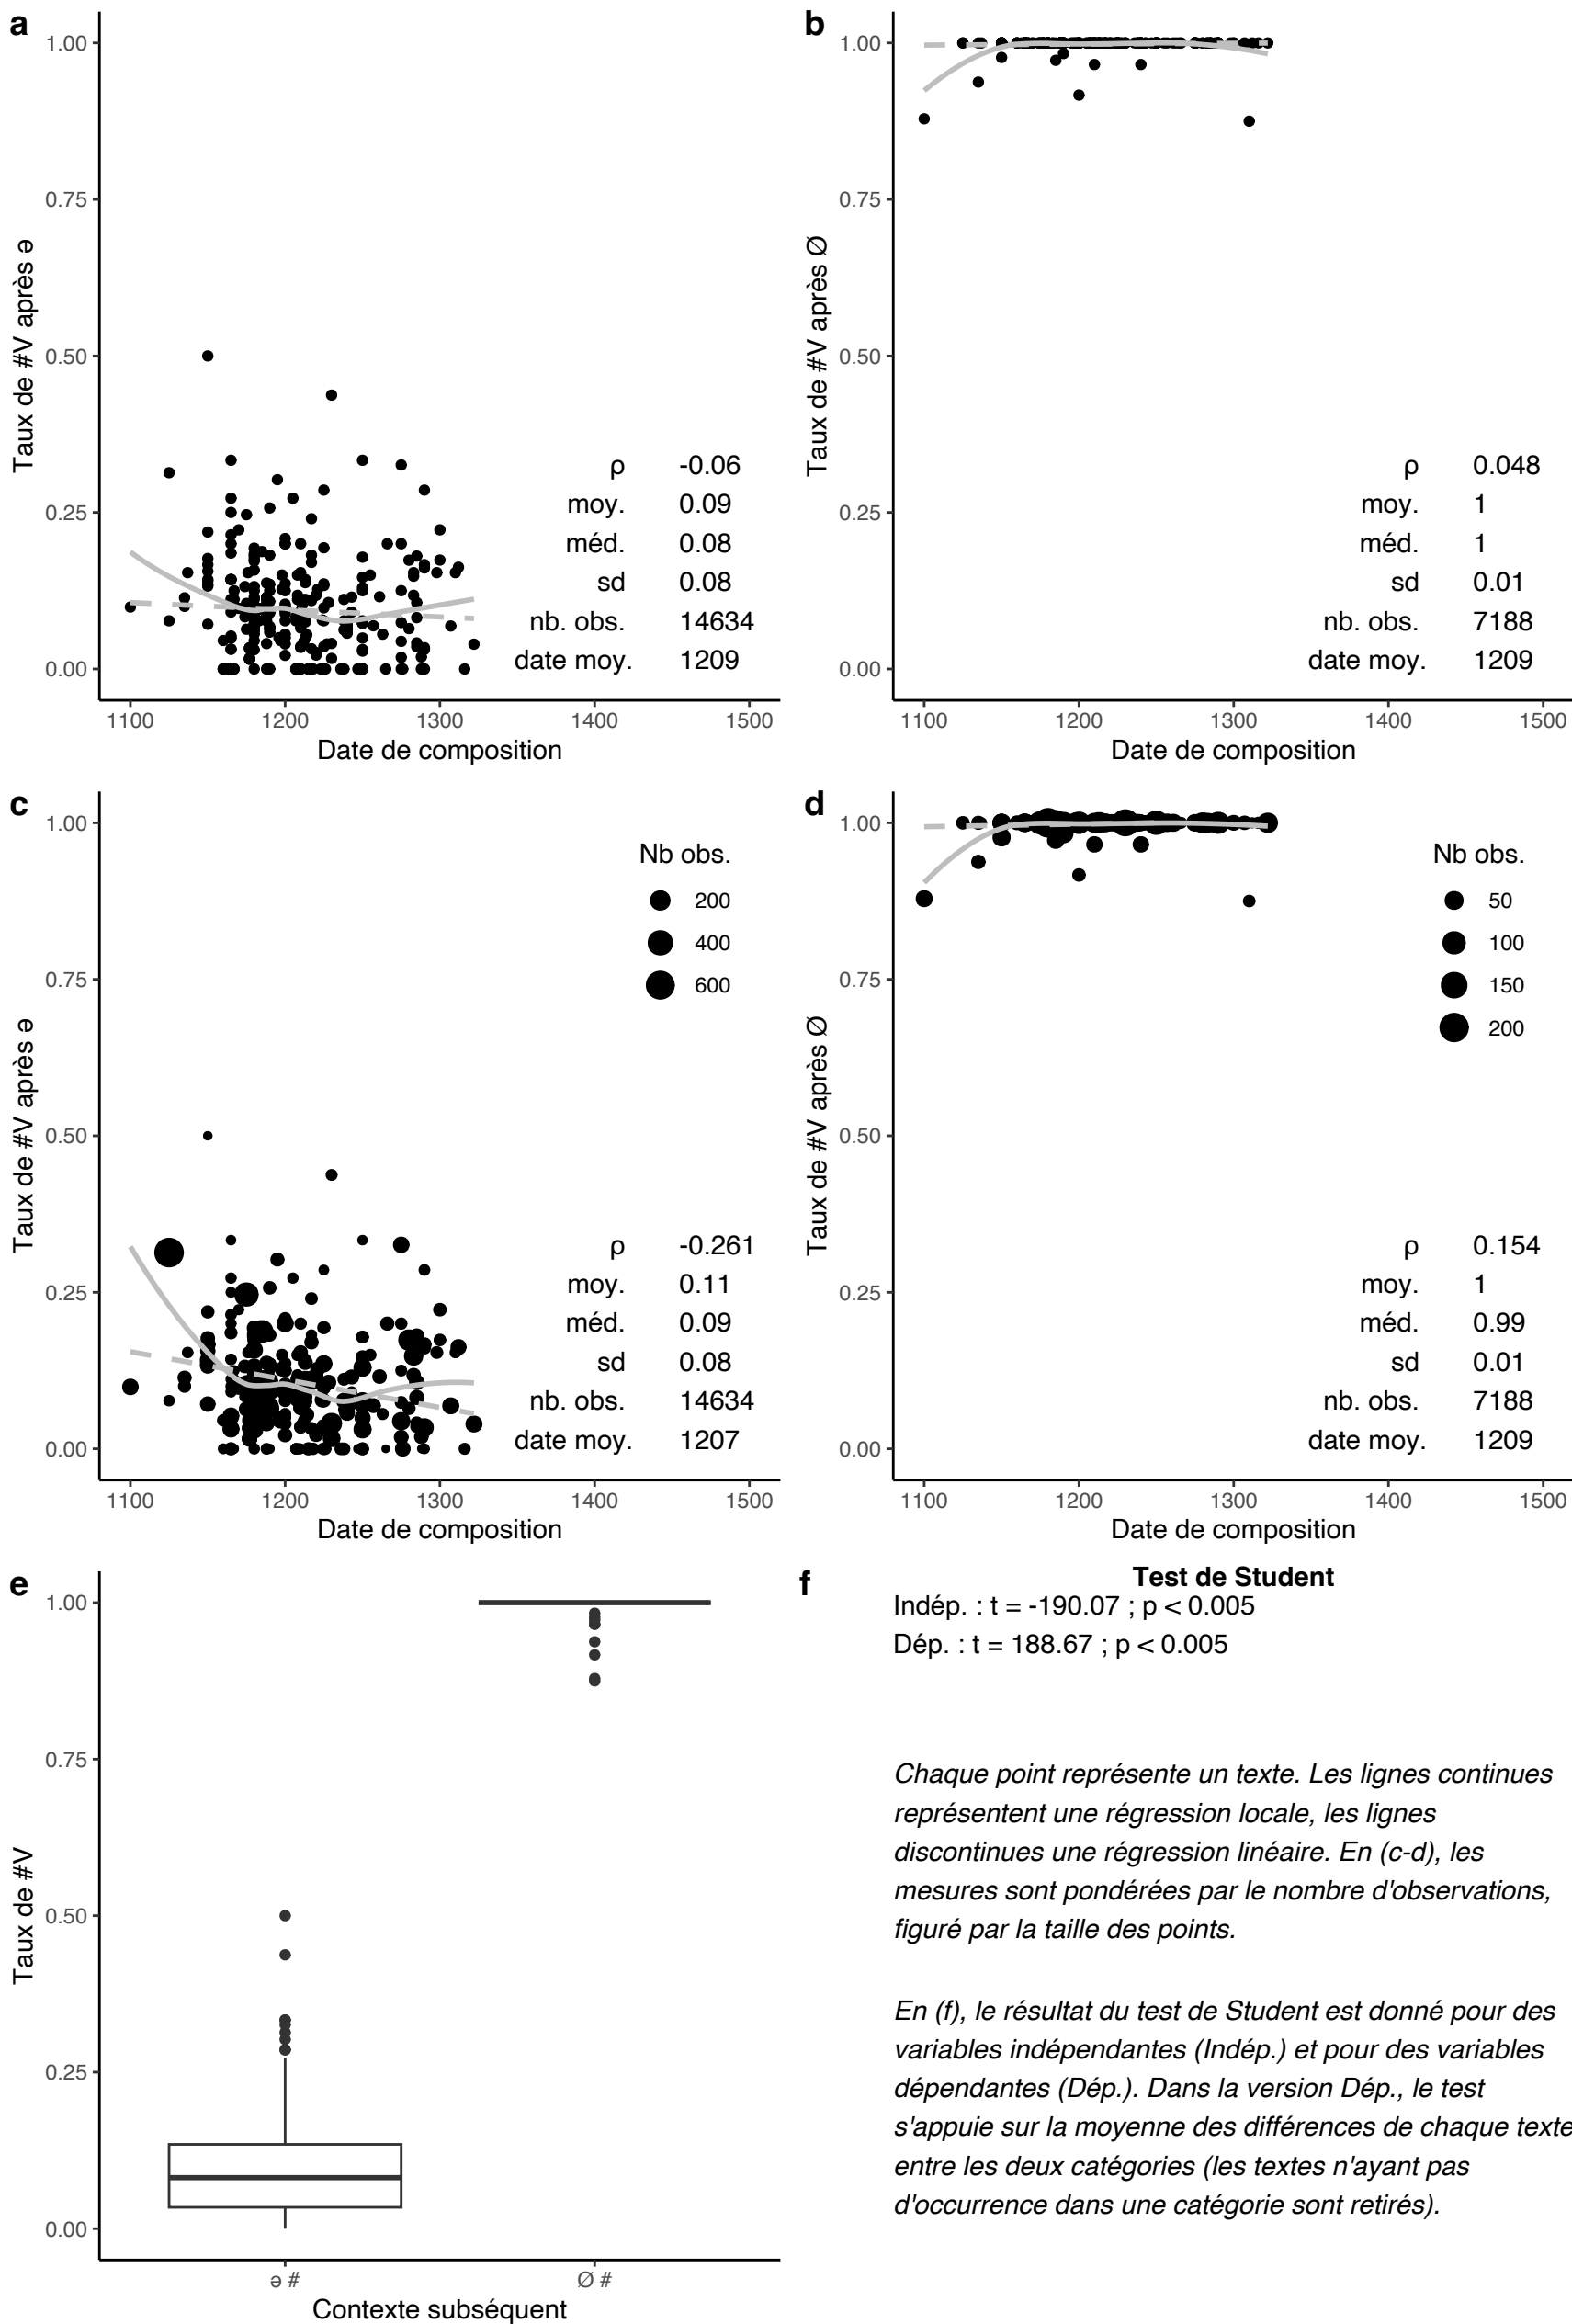 a
1.00
0.75
0.50
0.25
0.00
Taux de #V après ə
ρ -0.06
moy. 0.09
méd. 0.08
sd 0.08
nb. obs. 14634
date moy. 1209
1100 1200 1300 1400 1500
Date de composition
b
1.00
0.75
0.50
0.25
0.00
Taux de #V après Ø
ρ 0.048
moy. 1
méd. 1
sd 0.01
nb. obs. 7188
date moy. 1209
1100 1200 1300 1400 1500
Date de composition
c
1.00
0.75
0.50
0.25
0.00
Taux de #V après ə
Nb obs.
200
400
600
ρ -0.261
moy. 0.11
méd. 0.09
sd 0.08
nb. obs. 14634
date moy. 1207
1100 1200 1300 1400 1500
Date de composition
d
1.00
0.75
0.50
0.25
0.00
Taux de #V après Ø
Nb obs.
50
100
150
200
ρ 0.154
moy. 1
méd. 0.99
sd 0.01
nb. obs. 7188
date moy. 1209
1100 1200 1300 1400 1500
Date de composition
e
1.00
0.75
0.50
0.25
0.00
Taux de #V
ə # Ø #
Contexte subséquent
f
Test de Student
Indép. : t = -190.07 ; p < 0.005
Dép. : t = 188.67 ; p < 0.005
Chaque point représente un texte. Les lignes continues
représentent une régression locale, les lignes
discontinues une régression linéaire. En (c-d), les
mesures sont pondérées par le nombre d'observations,
figuré par la taille des points.
En (f), le résultat du test de Student est donné pour des
variables indépendantes (Indép.) et pour des variables
dépendantes (Dép.). Dans la version Dép., le test
s'appuie sur la moyenne des différences de chaque texte
entre les deux catégories (les textes n'ayant pas
d'occurrence dans une catégorie sont retirés).